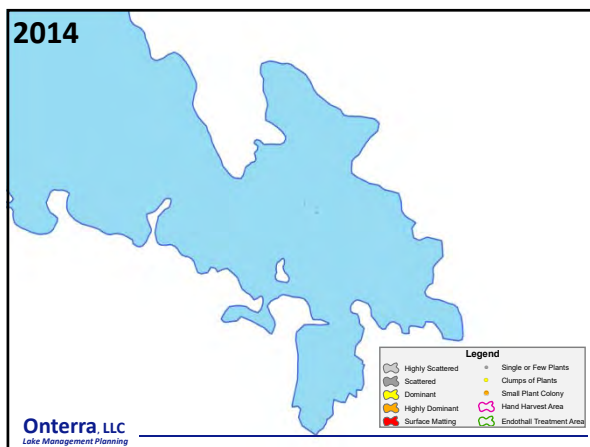 2014
Legend
Highly Scattered
Scattered
Dominant
Highly Dominant
Surface Matting
Single or Few Plants
Clumps of Plants
Small Plant Colony
Hand Harvest Area
Endothall Treatment Area
Onterra, LLC
Lake Management Planning